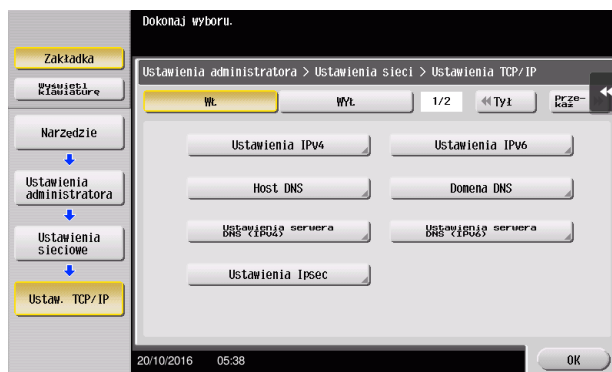 Dokonaj wyboru.
Zakładka
Wyświetl
klawiaturę
Narzędzie
Ustawienia
administratora
Ustawienia
sieciowe
Ustaw. TCP/IP
Ustawienia administratora > Ustawienia sieci > Ustawienia TCP/IP
Wł.
WYŁ.
1/2
Tył
Prze-
każ
Ustawienia IPv4
Ustawienia IPv6
Host DNS
Domena DNS
Ustawienia serwera
DNS (IPv4)
Ustawienia serwera
DNS (IPv6)
Ustawienia Ipsec
20/10/2016 05:38
OK